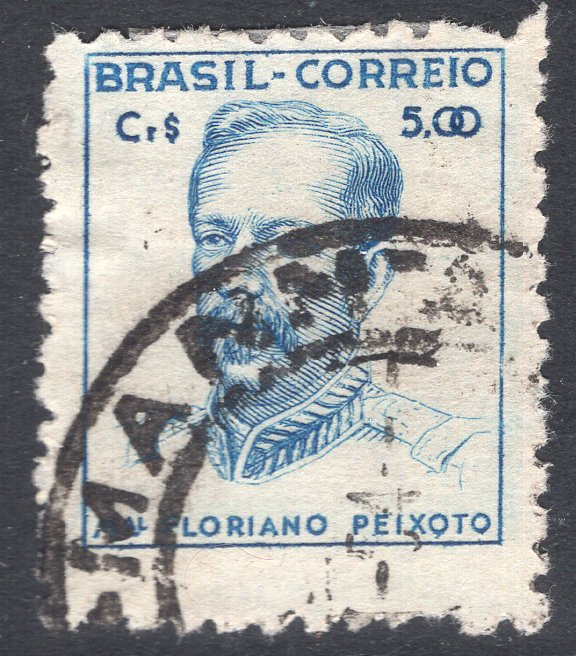 BRASIL-CORREIO
Cr$ 5,00
FLORIANO PEIXOTO